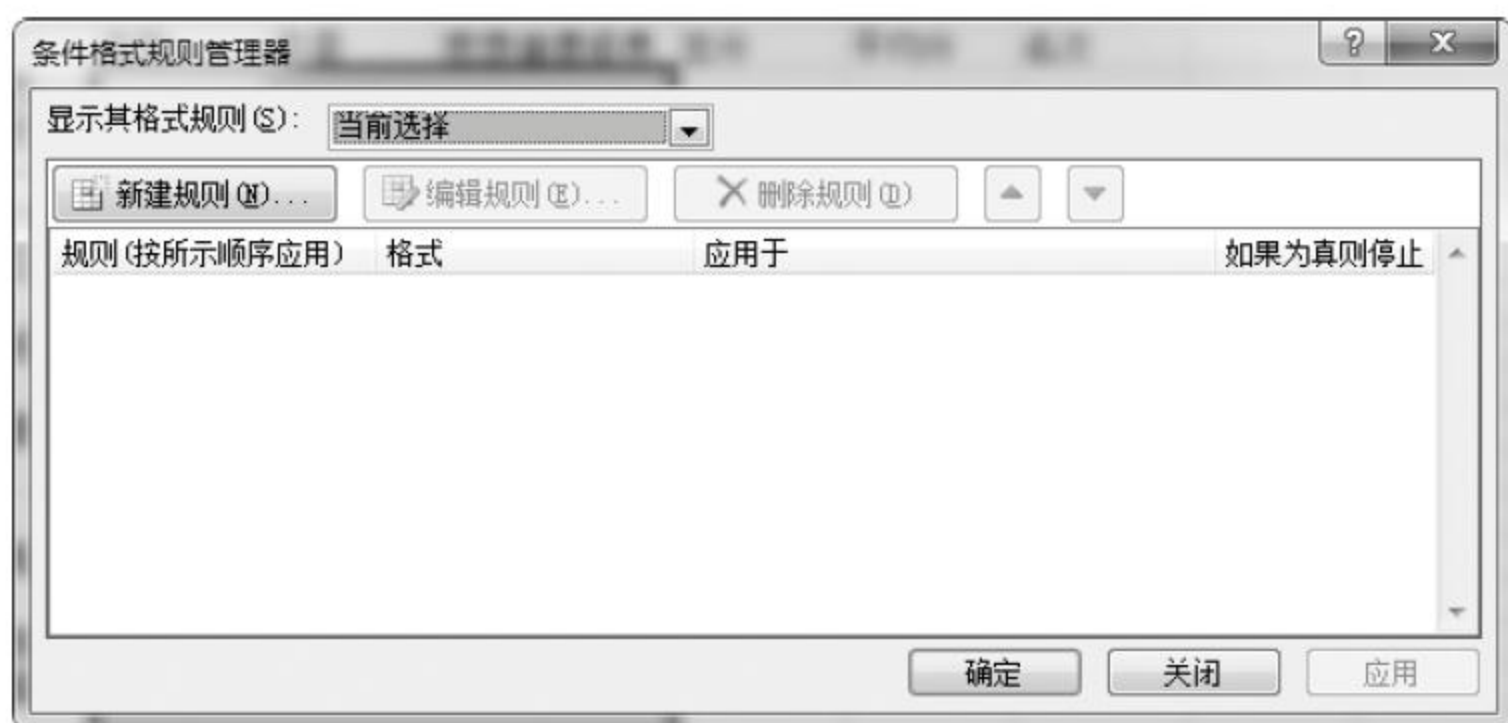 条件格式规则管理器
显示其格式规则(S): 当前选择
新建规则(N)... 编辑规则(E)... 删除规则(D)
规则(按所示顺序应用) 格式 应用于 如果为真则停止
确定 关闭 应用